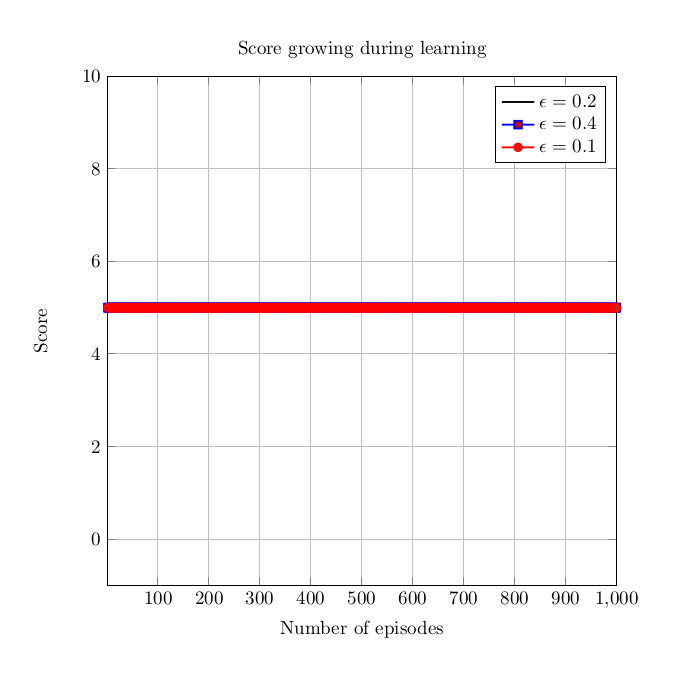 Score growing during learning
10
8
6
4
2
0
Score
ϵ = 0.2
ϵ = 0.4
ϵ = 0.1
100 200 300 400 500 600 700 800 900 1,000
Number of episodes